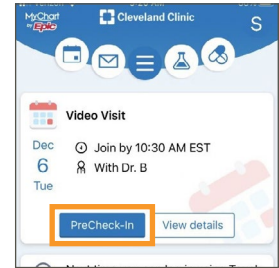 MyChart
by Epic
Cleveland Clinic
S
Video Visit
Dec
6
Tue
Join by 10:30 AM EST
With Dr. B
PreCheck-In
View details